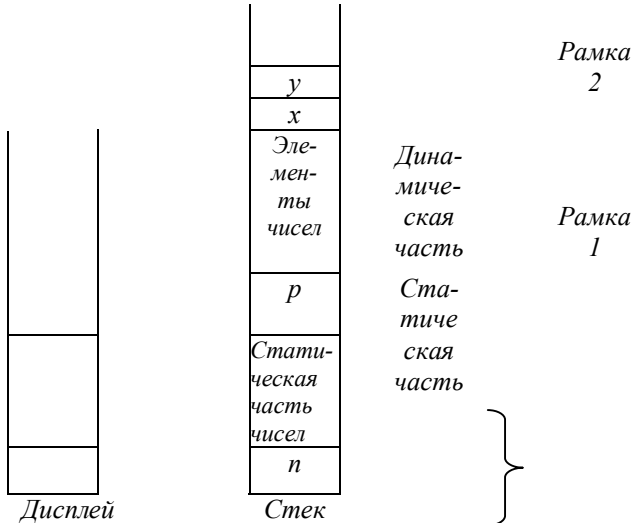 y
x
Эле-
мен-
ты
чисел
p
Стати-
ческая
часть
чисел
n
Дина-
миче-
ская
часть
Ста-
тиче
ская
часть
Рамка
2
Рамка
1
Дисплей
Стек